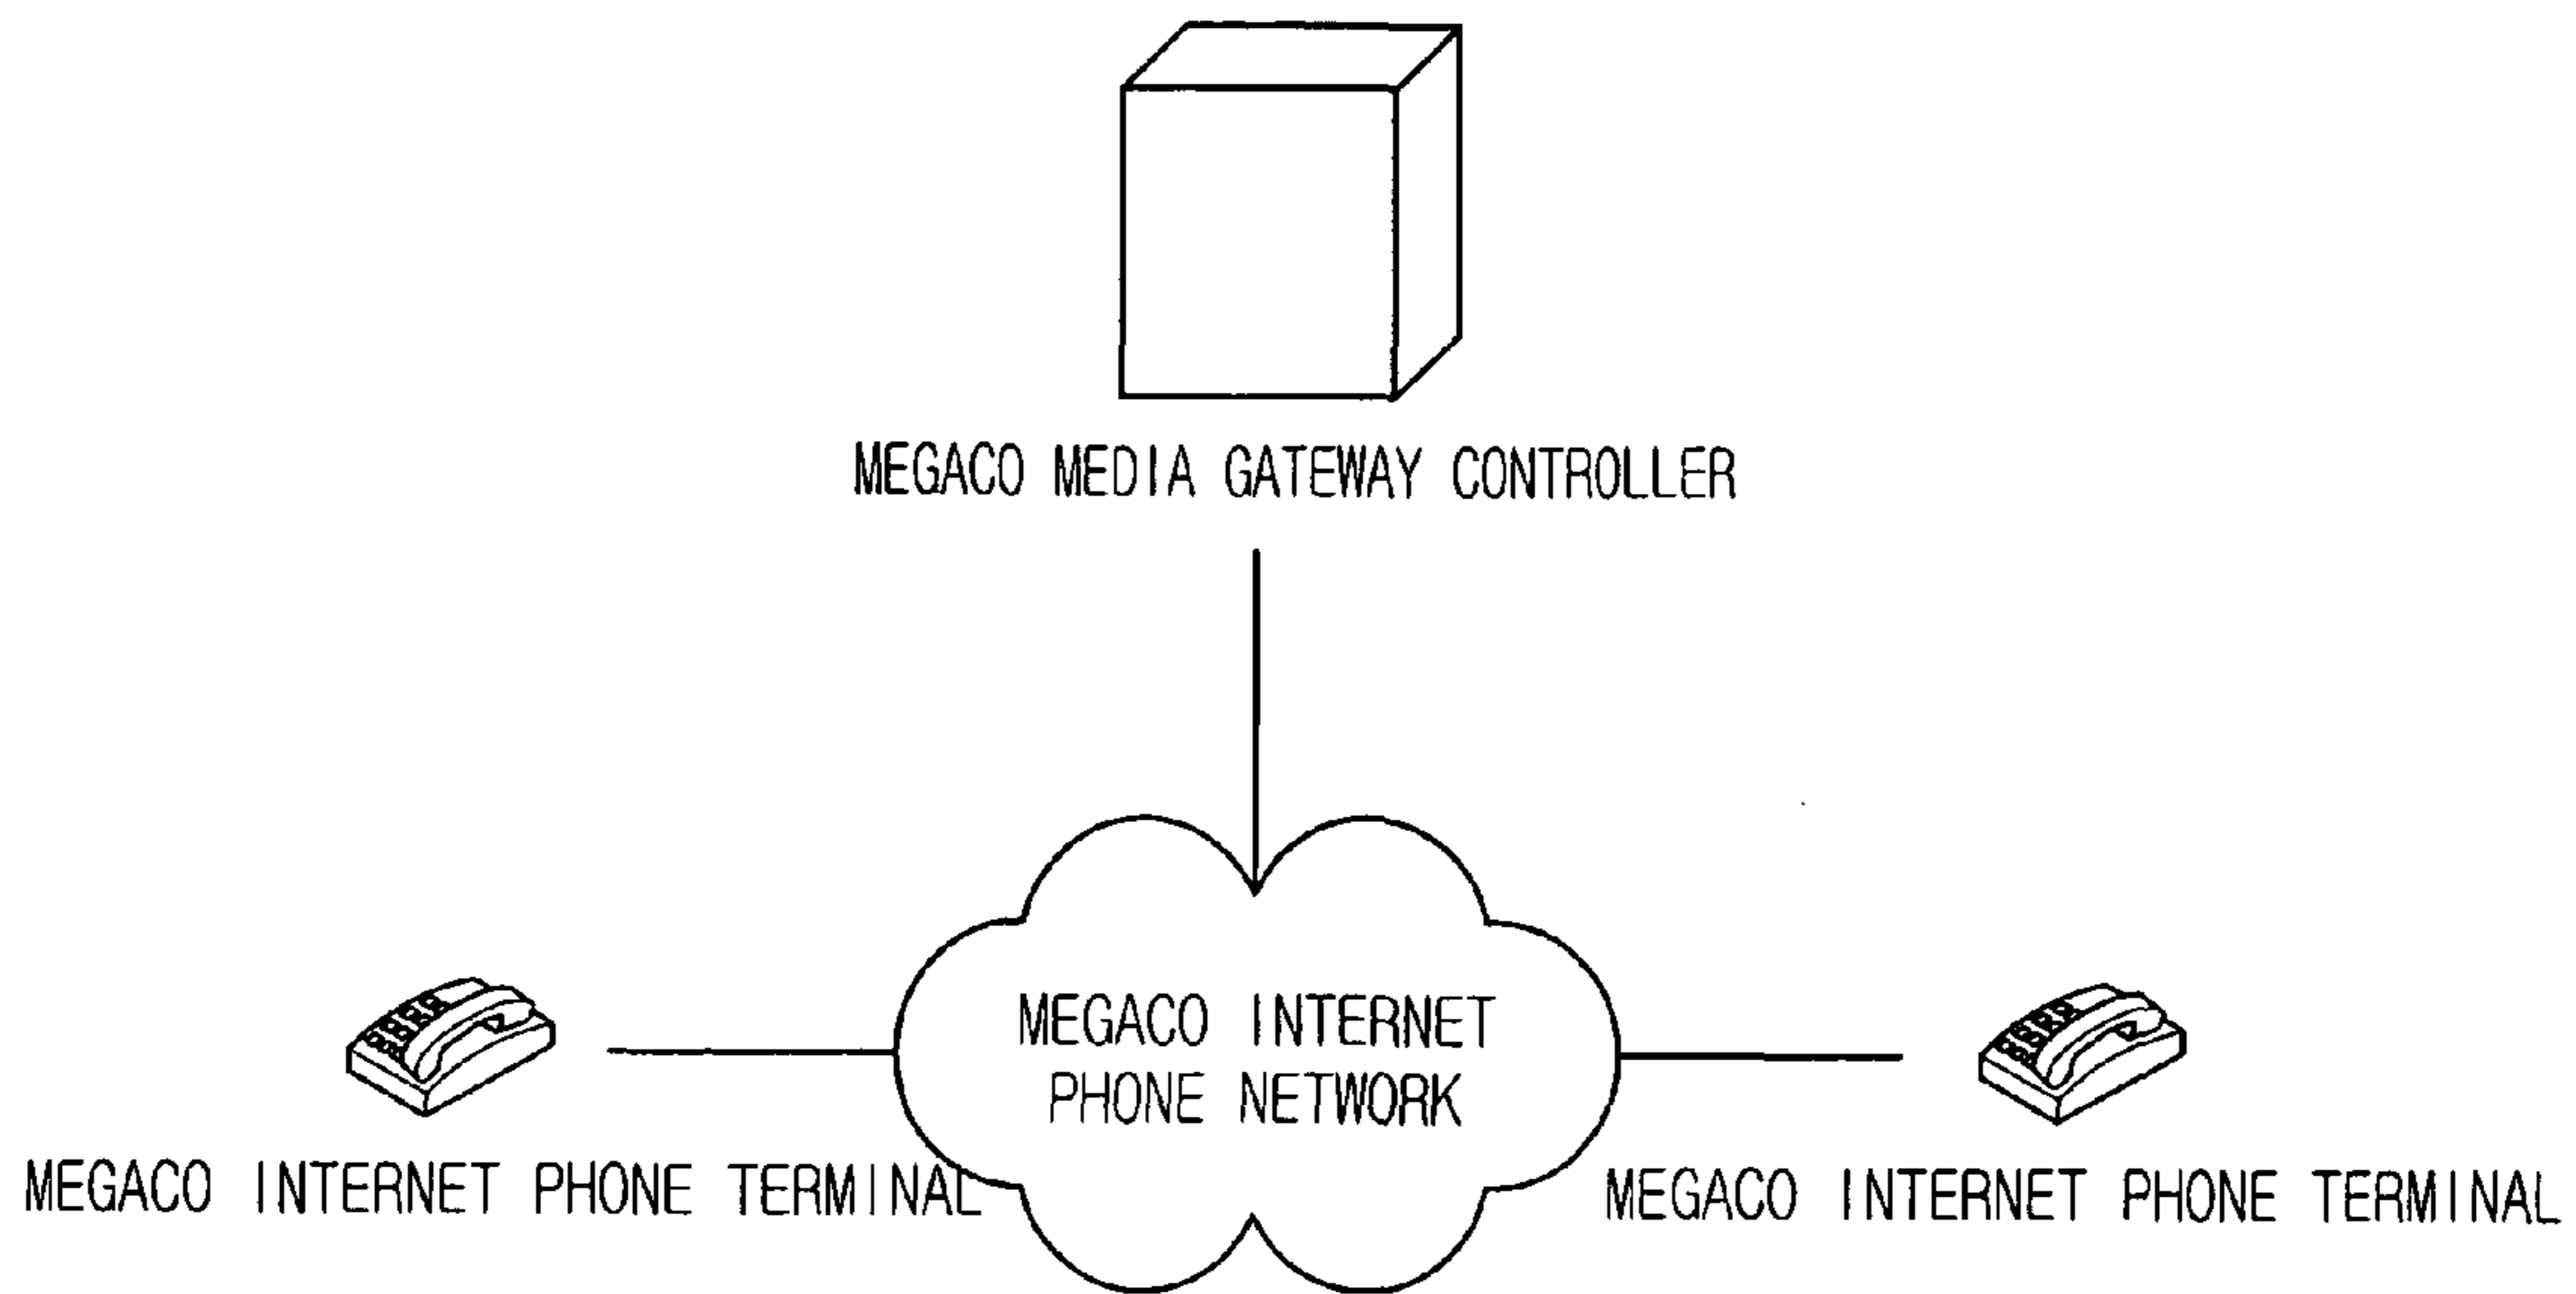 MEGACO MEDIA GATEWAY CONTROLLER
MEGACO INTERNET
PHONE NETWORK
MEGACO INTERNET PHONE TERMINAL
MEGACO INTERNET PHONE TERMINAL